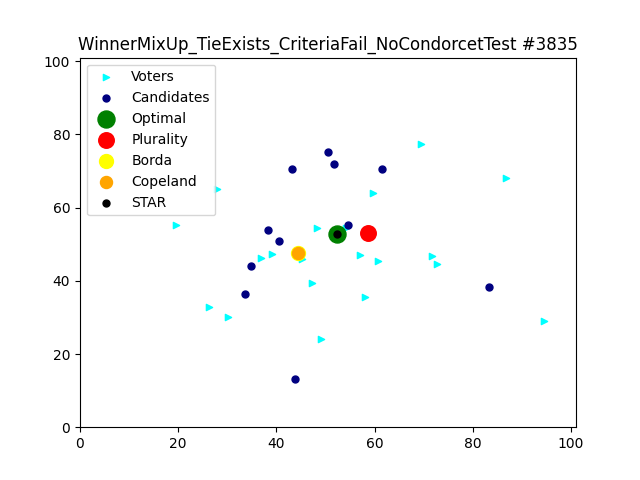 WinnerMixUp_TieExists_CriteriaFail_NoCondorcetTest #3835
100
80
60
40
20
0
Voters
Candidates
Optimal
Plurality
Borda
Copeland
STAR
0 20 40 60 80 100